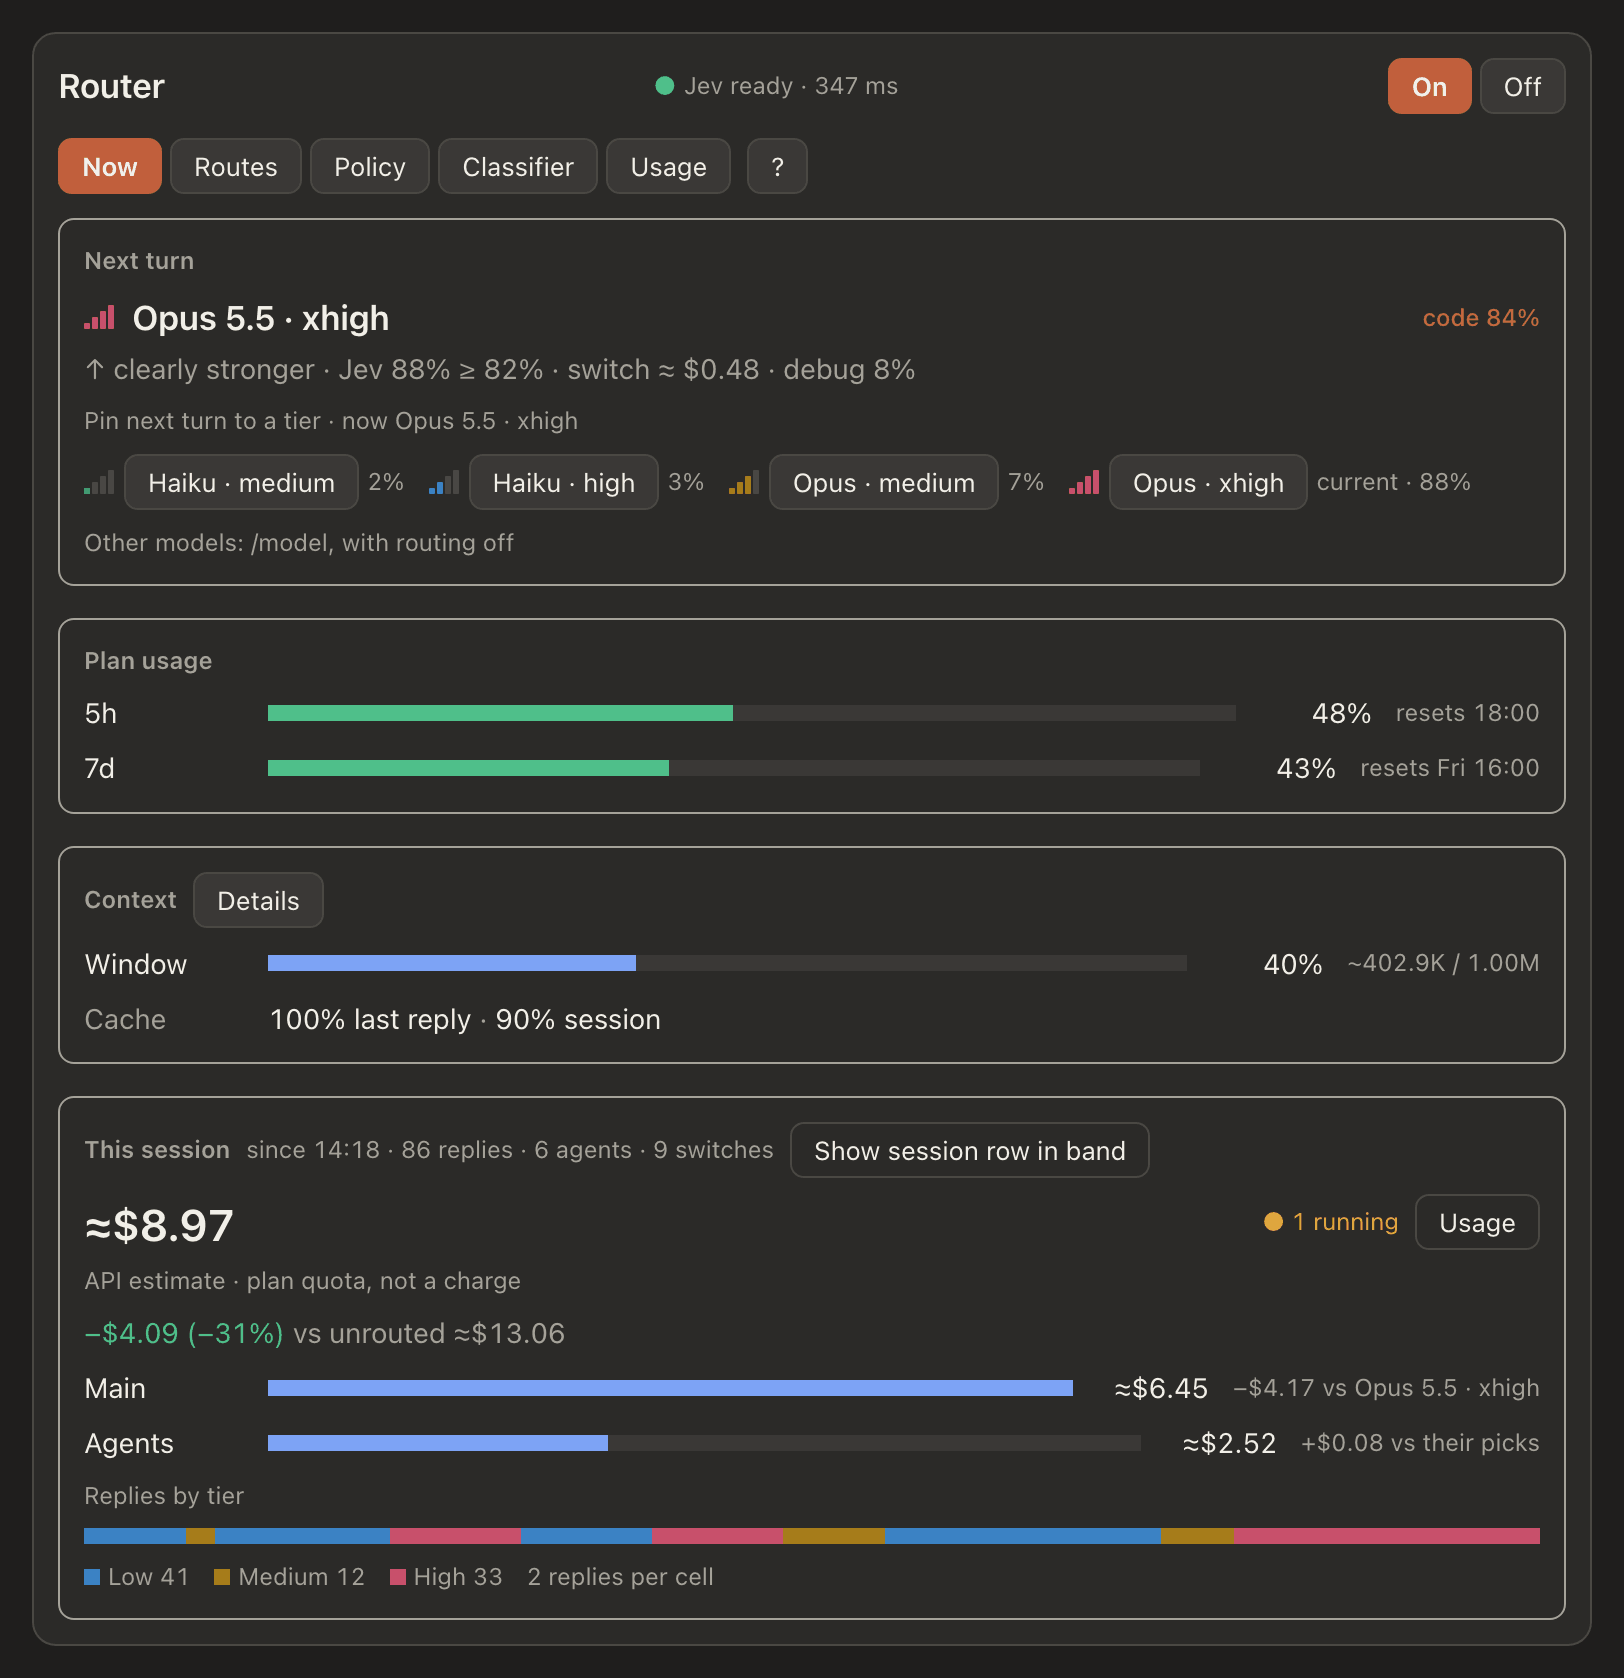 Router
Jev ready · 347 ms
On Off
Now Routes Policy Classifier Usage ?
Next turn
Opus 5.5 · xhigh
code 84%
↑ clearly stronger · Jev 88% ≥ 82% · switch ≈ $0.48 · debug 8%
Pin next turn to a tier · now Opus 5.5 · xhigh
Haiku · medium 2% Haiku · high 3% Opus · medium 7% Opus · xhigh current · 88%
Other models: /model, with routing off
Plan usage
5h 48% resets 18:00
7d 43% resets Fri 16:00
Context Details
Window 40% ~402.9K / 1.00M
Cache 100% last reply · 90% session
This session since 14:18 · 86 replies · 6 agents · 9 switches Show session row in band
≈$8.97
1 running Usage
API estimate · plan quota, not a charge
−$4.09 (−31%) vs unrouted ≈$13.06
Main ≈$6.45 −$4.17 vs Opus 5.5 · xhigh
Agents ≈$2.52 +$0.08 vs their picks
Replies by tier
Low 41 Medium 12 High 33 2 replies per cell